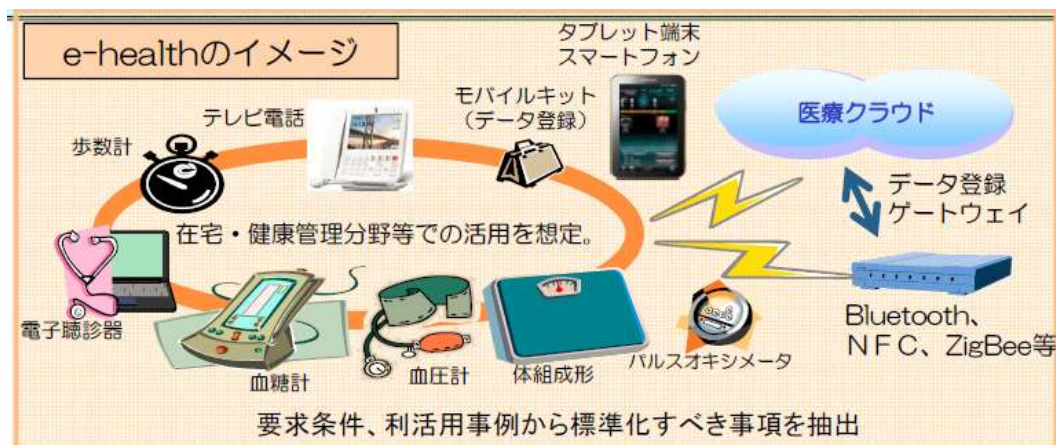 e-healthのイメージ
タブレット端末
スマートフォン
テレビ電話
モバイルキット
（データ登録）
医療クラウド
歩数計
データ登録
ゲートウェイ
在宅・健康管理分野等での活用を想定。
電子聴診器
血糖計
血圧計
体組成形
パルスオキシメータ
Bluetooth、
ＮＦＣ、ZigBee等
要求条件、利活用事例から標準化すべき事項を抽出